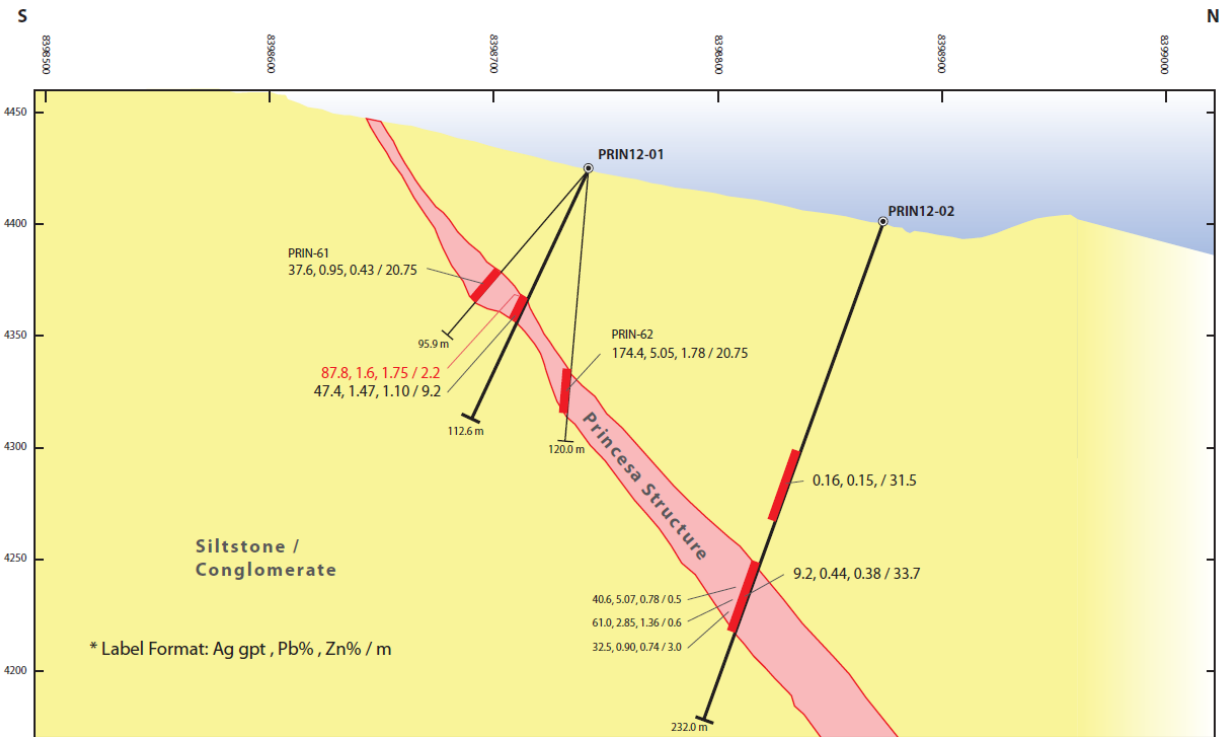 S
N
8398500
8398600
8398700
8398800
8398900
8399000
4450
4400
4350
4300
4250
4200
PRIN12-01
PRIN12-02
PRIN-61
37.6, 0.95, 0.43 / 20.75
95.9 m
87.8, 1.6, 1.75 / 2.2
47.4, 1.47, 1.10 / 9.2
112.6 m
PRIN-62
174.4, 5.05, 1.78 / 20.75
120.0 m
Princesa Structure
0.16, 0.15, / 31.5
9.2, 0.44, 0.38 / 33.7
40.6, 5.07, 0.78 / 0.5
61.0, 2.85, 1.36 / 0.6
32.5, 0.90, 0.74 / 3.0
232.0 m
Siltstone /
Conglomerate
* Label Format: Ag gpt , Pb% , Zn% / m